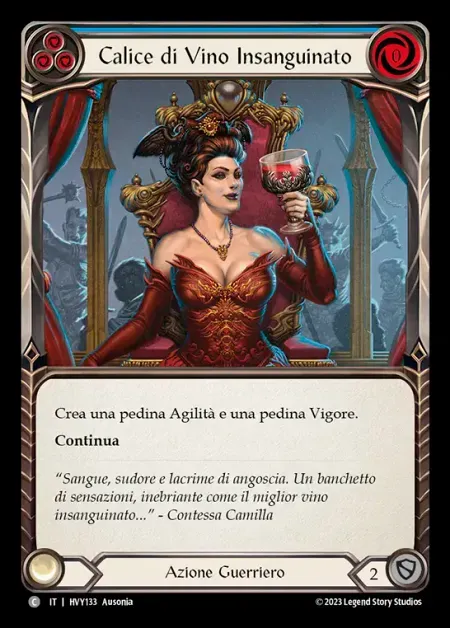 Calice di Vino Insanguinato
0
Crea una pedina Agilità e una pedina Vigore.
Continua
“Sangue, sudore e lacrime di angoscia. Un banchetto
di sensazioni, inebriante come il miglior vino
insanguinato...” - Contessa Camilla
Azione Guerriero
2
C IT | HVY133 Ausonia
© 2023 Legend Story Studios